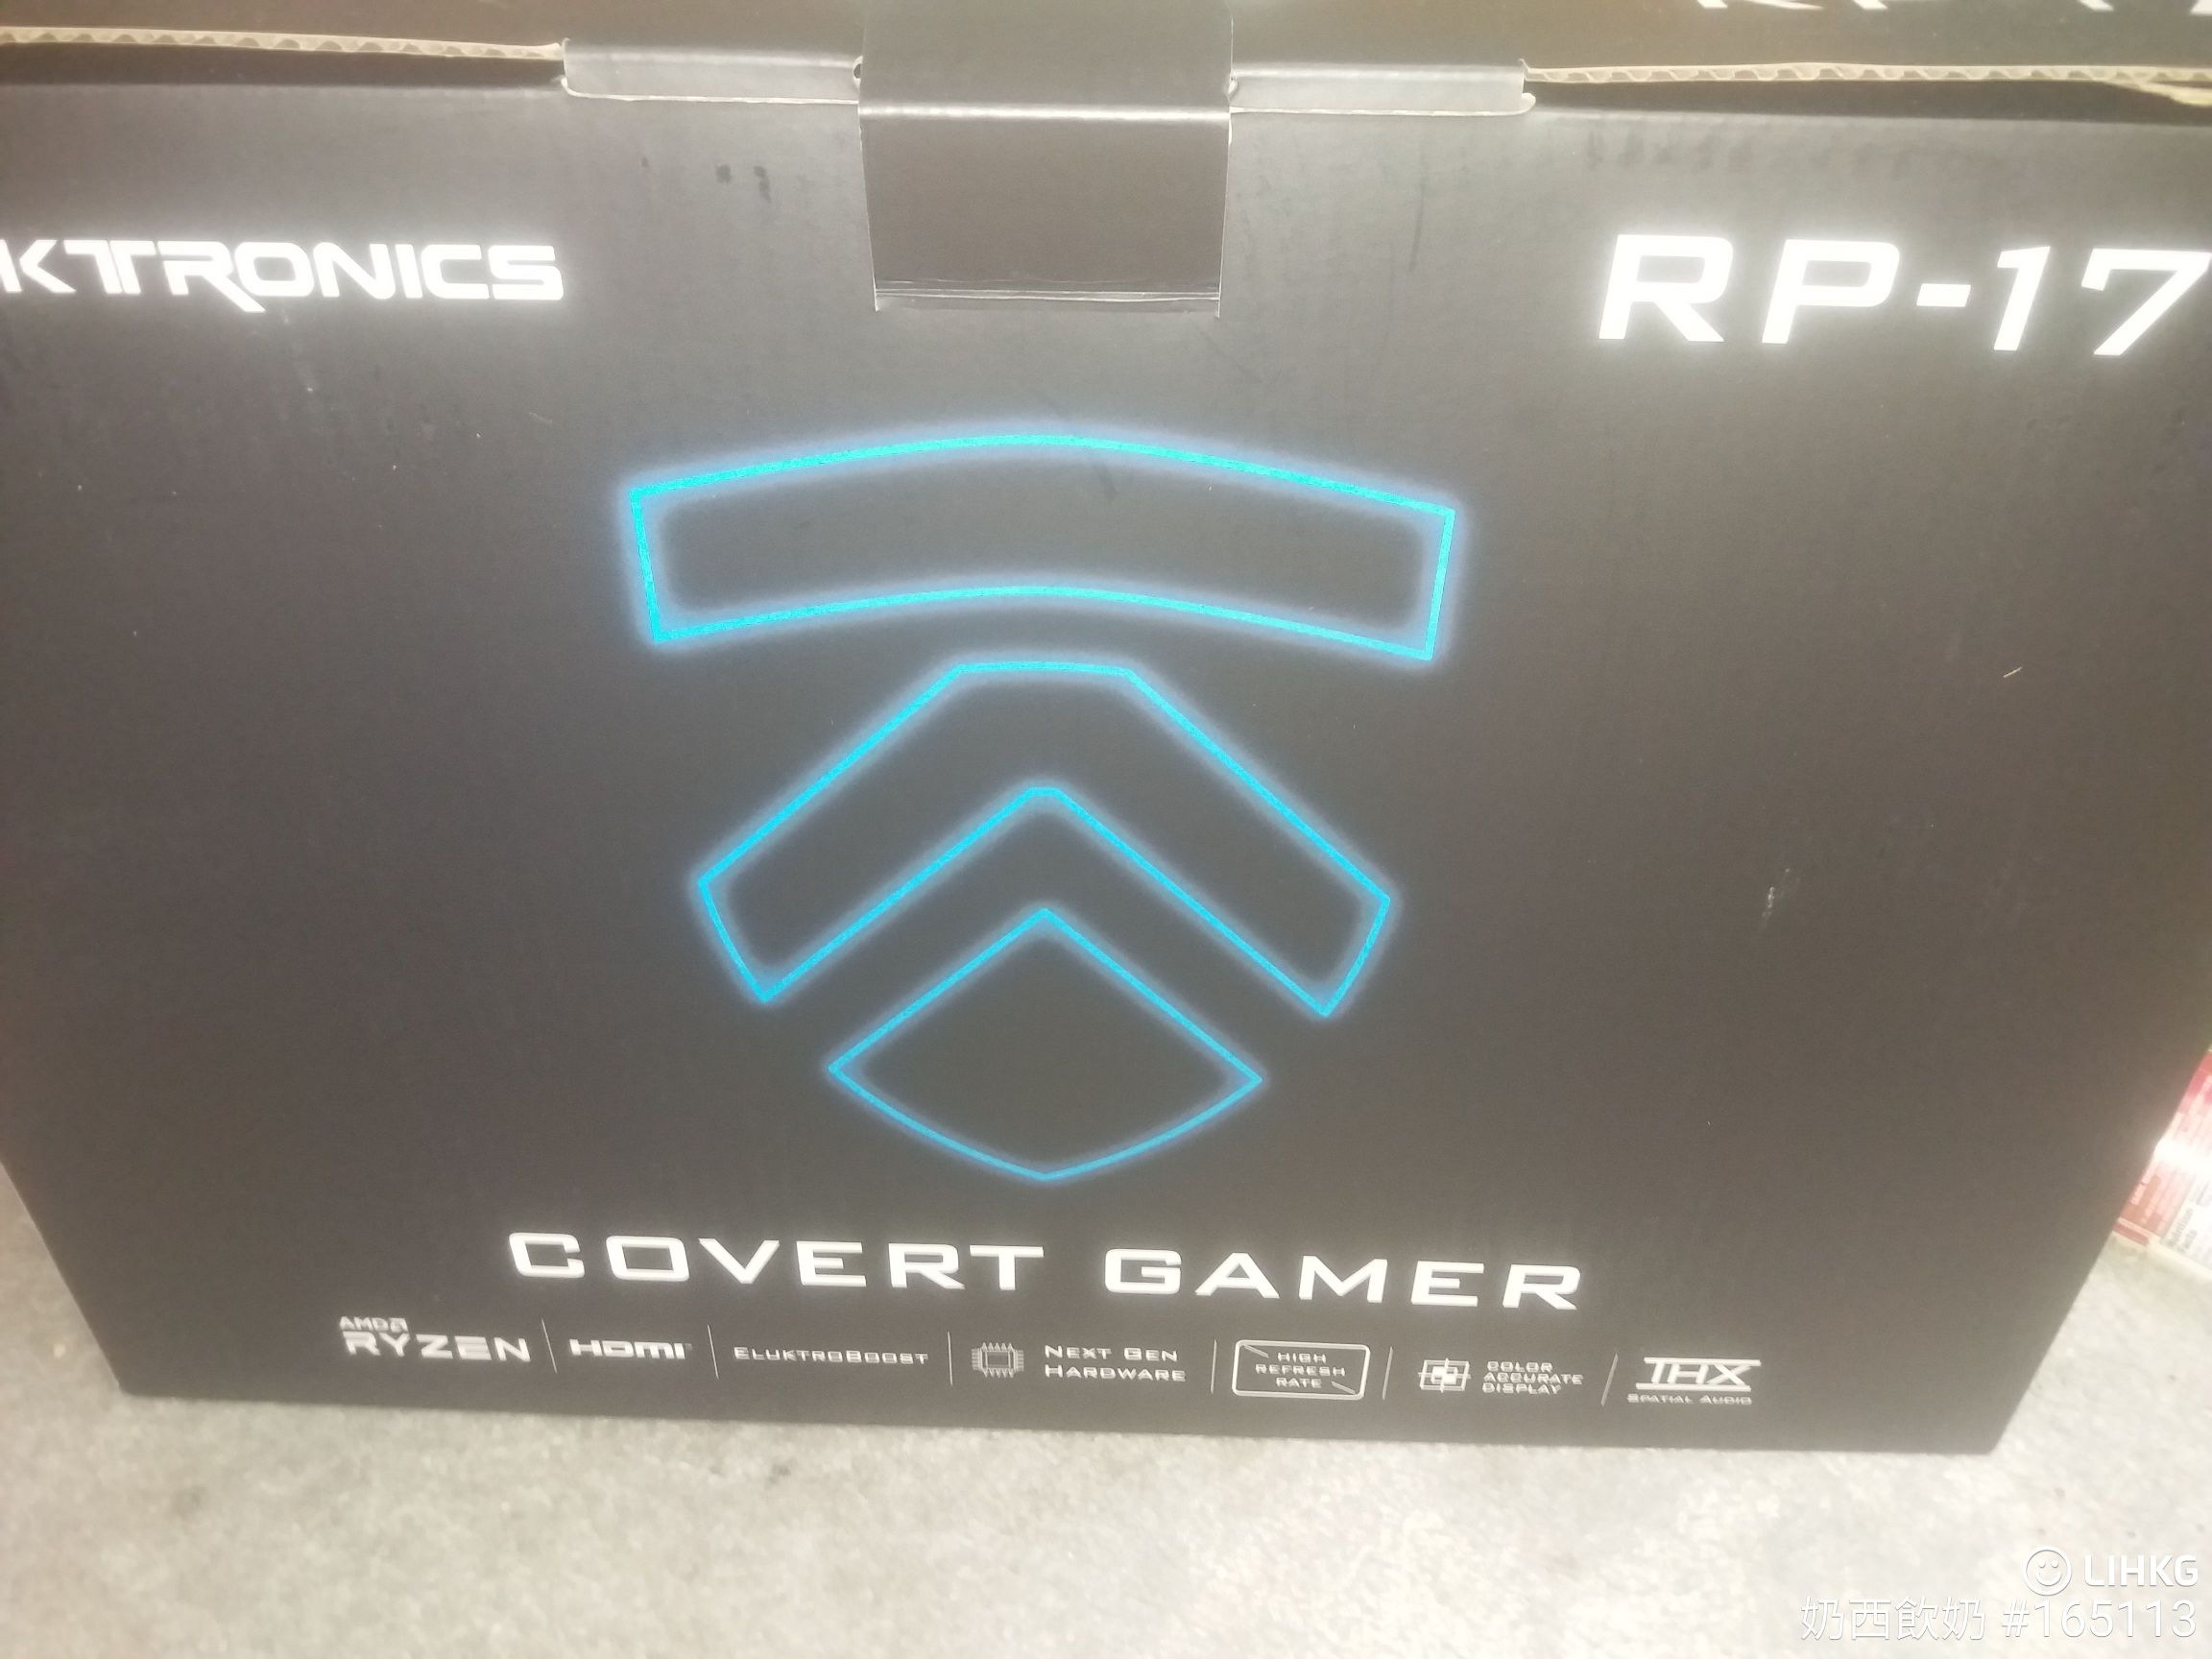 KTRONICS
RP-17
COVERT GAMER
AMD
RYZEN
HDMI
ELUKTROBOOST
NEXT GEN
HARDWARE
HIGH
REFRESH
RATE
COLOR
ACCURATE
DISPLAY
THX
SPATIAL AUDIO
LIHKG
奶西飲奶 #165113